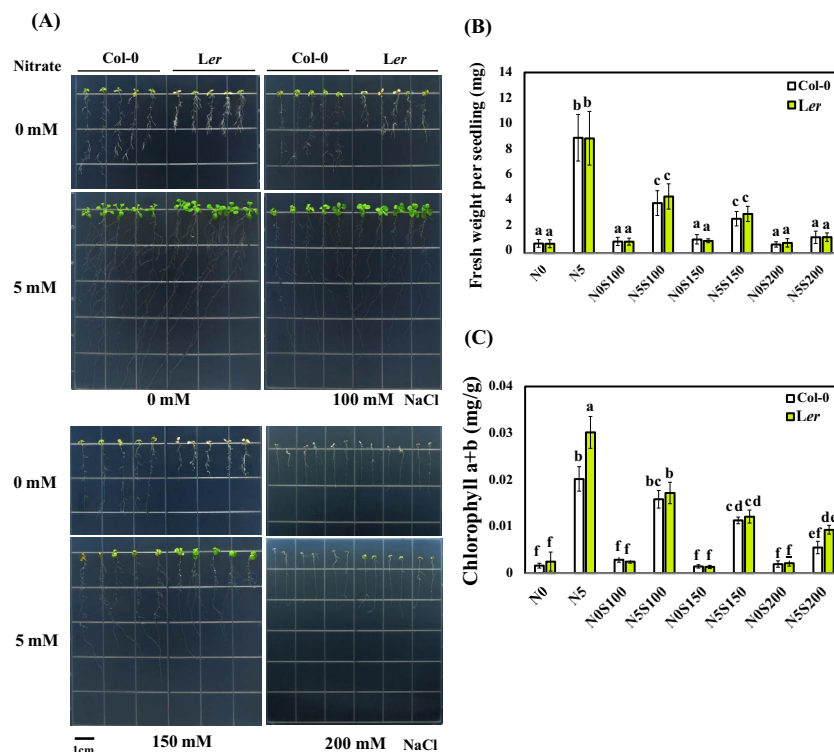 (A)
Col-0 Ler Col-0 Ler
Nitrate
0 mM
5 mM
0 mM 100 mM NaCl
0 mM
5 mM
150 mM 200 mM NaCl
1cm
(B)
Fresh weight per seedling (mg)
14
12
10
8
6
4
2
0
Col-0
Ler
b b
c c
c c
a a a a a a a a a a
N0 N5 N0S100 N5S100 N0S150 N5S150 N0S200 N5S200
(C)
Chlorophyll a+b (mg/g)
0.04
0.03
0.02
0.01
0
Col-0
Ler
a
b
bc b
cd cd
ef de
f f f f f f f f
N0 N5 N0S100 N5S100 N0S150 N5S150 N0S200 N5S200